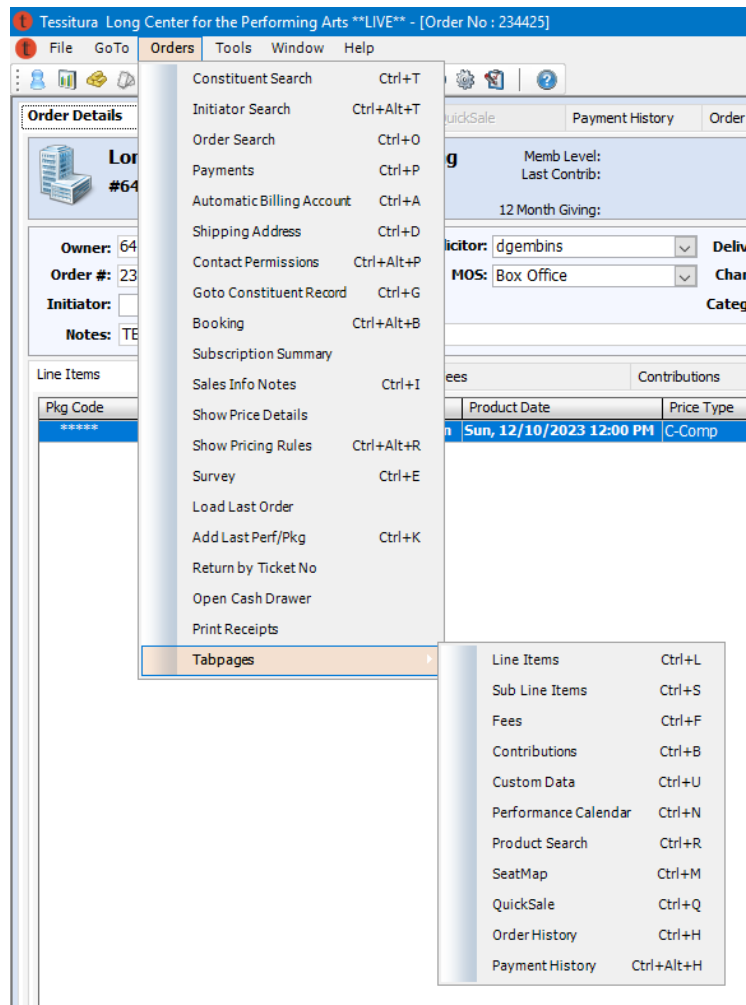 Tessitura Long Center for the Performing Arts **LIVE** - [Order No : 234425]
File GoTo Orders Tools Window Help
Order Details
Payment History
Order
#64
Memb Level:
Last Contrib:
12 Month Giving:
Owner: 64
dgembins
Order #: 23
MOS: Box Office
Initiator:
Notes: TE
Line Items
Contributions
Pkg Code
Product Date
Price Type
*****
Sun, 12/10/2023 12:00 PM
C-Comp
Constituent Search Ctrl+T
Initiator Search Ctrl+Alt+T
Order Search Ctrl+O
Payments Ctrl+P
Automatic Billing Account Ctrl+A
Shipping Address Ctrl+D
Contact Permissions Ctrl+Alt+P
Goto Constituent Record Ctrl+G
Booking Ctrl+Alt+B
Subscription Summary
Sales Info Notes Ctrl+I
Show Price Details
Show Pricing Rules Ctrl+Alt+R
Survey Ctrl+E
Load Last Order
Add Last Perf/Pkg Ctrl+K
Return by Ticket No
Open Cash Drawer
Print Receipts
Tabpages
Line Items Ctrl+L
Sub Line Items Ctrl+S
Fees Ctrl+F
Contributions Ctrl+B
Custom Data Ctrl+U
Performance Calendar Ctrl+N
Product Search Ctrl+R
SeatMap Ctrl+M
QuickSale Ctrl+Q
Order History Ctrl+H
Payment History Ctrl+Alt+H